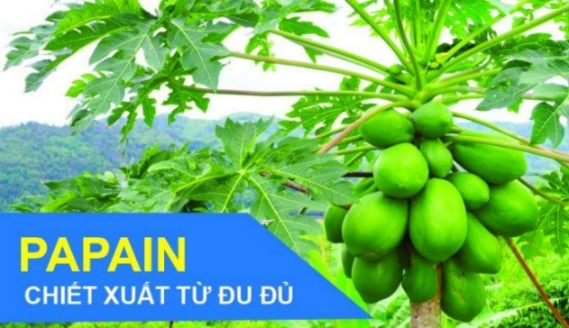 PAPAIN
CHIẾT XUẤT TỪ ĐU ĐỦ